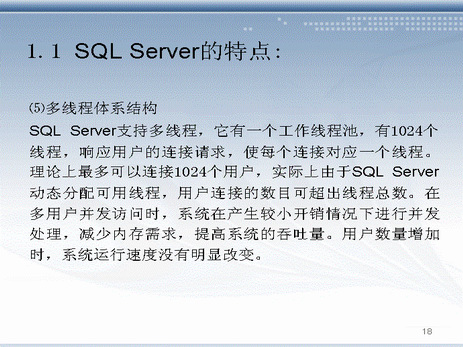 1.1 SQL Server的特点:
⑸多线程体系结构
SQL Server支持多线程，它有一个工作线程池，有1024个
线程，响应用户的连接请求，使每个连接对应一个线程。
理论上最多可以连接1024个用户，实际上由于SQL Server
动态分配可用线程，用户连接的数目可超出线程总数。在
多用户并发访问时，系统在产生较小开销情况下进行并发
处理，减少内存需求，提高系统的吞吐量。用户数量增加
时，系统运行速度没有明显改变。
18